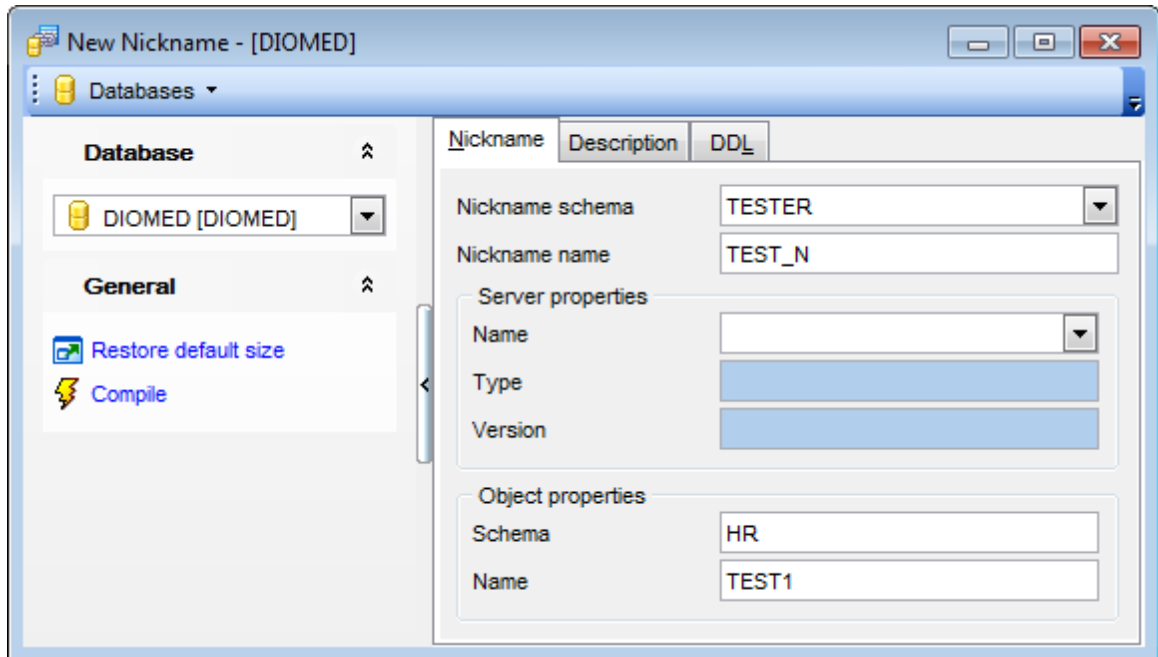 New Nickname - [DIOMED]
Databases
Database
DIOMED [DIOMED]
General
Restore default size
Compile
Nickname Description DDL
Nickname schema TESTER
Nickname name TEST_N
Server properties
Name
Type
Version
Object properties
Schema HR
Name TEST1